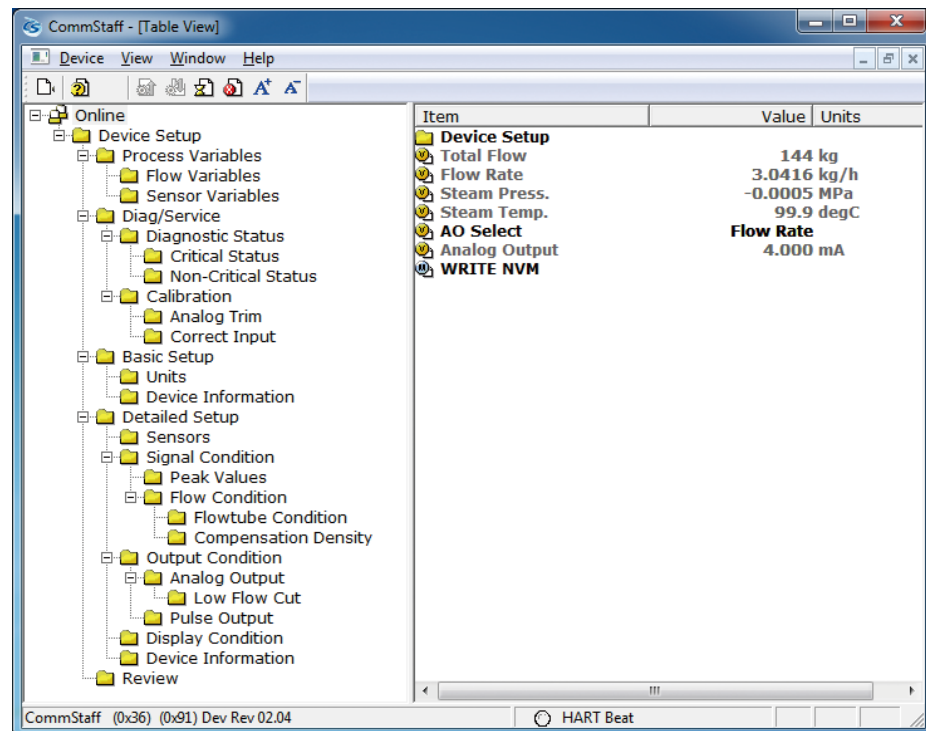 CommStaff - [Table View]
Device View Window Help
Online
Device Setup
Process Variables
Flow Variables
Sensor Variables
Diag/Service
Diagnostic Status
Critical Status
Non-Critical Status
Calibration
Analog Trim
Correct Input
Basic Setup
Units
Device Information
Detailed Setup
Sensors
Signal Condition
Peak Values
Flow Condition
Flowtube Condition
Compensation Density
Output Condition
Analog Output
Low Flow Cut
Pulse Output
Display Condition
Device Information
Review
Item Value Units
Device Setup
Total Flow 144 kg
Flow Rate 3.0416 kg/h
Steam Press. -0.0005 MPa
Steam Temp. 99.9 degC
AO Select Flow Rate
Analog Output 4.000 mA
WRITE NVM
CommStaff (0x36) (0x91) Dev Rev 02.04 HART Beat